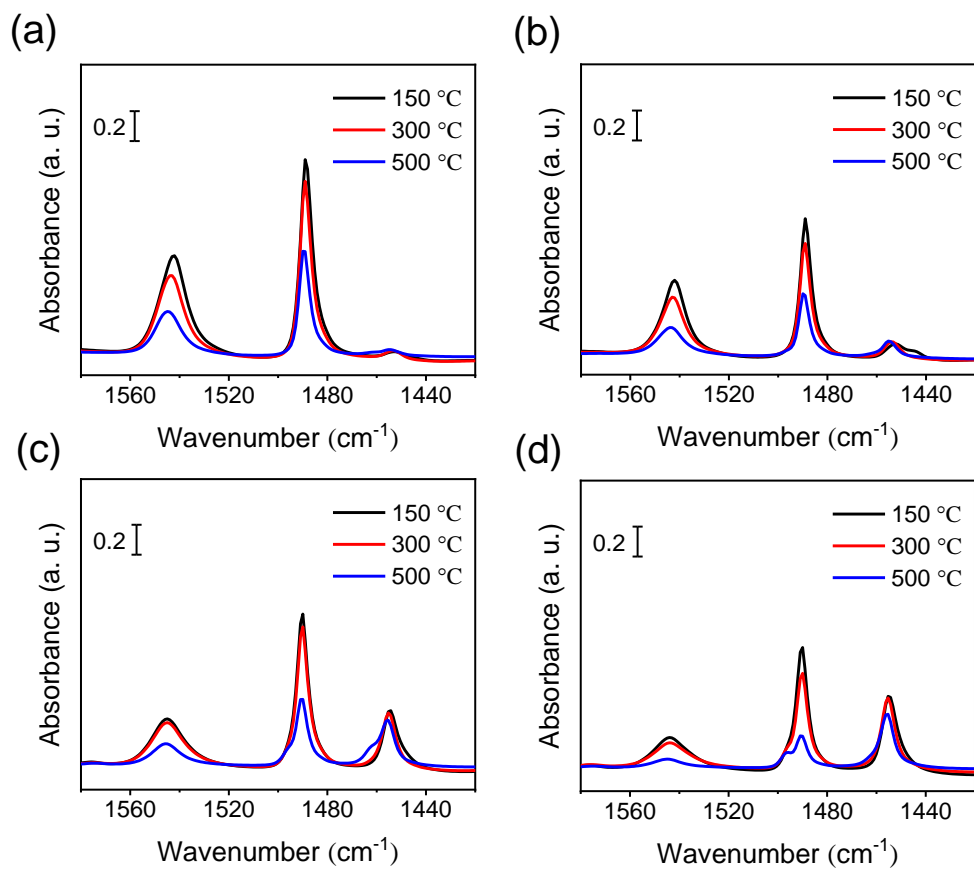 (a)
Absorbance (a. u.)
0.2
150 °C
300 °C
500 °C
1560 1520 1480 1440
Wavenumber (cm⁻¹)
(b)
Absorbance (a. u.)
0.2
150 °C
300 °C
500 °C
1560 1520 1480 1440
Wavenumber (cm⁻¹)
(c)
Absorbance (a. u.)
0.2
150 °C
300 °C
500 °C
1560 1520 1480 1440
Wavenumber (cm⁻¹)
(d)
Absorbance (a. u.)
0.2
150 °C
300 °C
500 °C
1560 1520 1480 1440
Wavenumber (cm⁻¹)